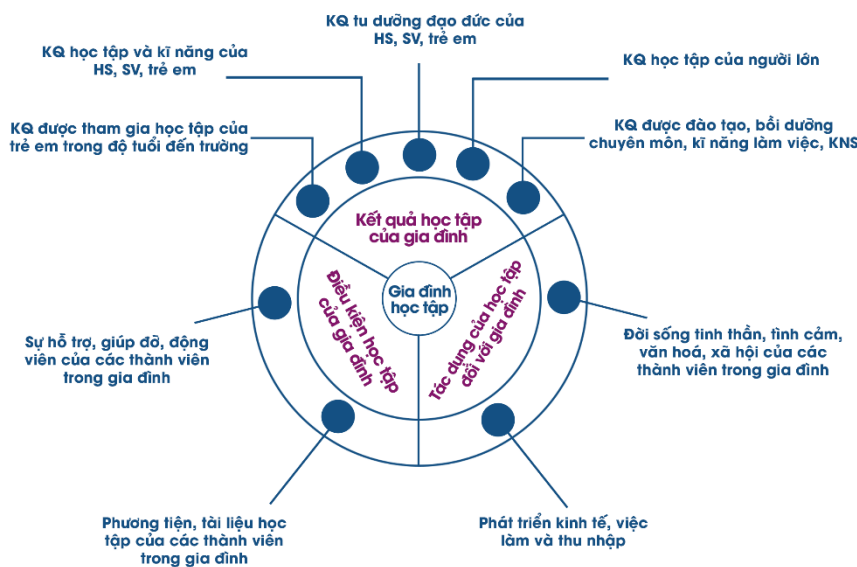 KQ tu dưỡng đạo đức của
HS, SV, trẻ em
KQ học tập và kĩ năng của
HS, SV, trẻ em
KQ học tập của người lớn
KQ được tham gia học tập của
trẻ em trong độ tuổi đến trường
KQ được đào tạo, bồi dưỡng
chuyên môn, kĩ năng làm việc, KNS
Kết quả học tập
của gia đình
Gia đình
học tập
Điều kiện học tập
của gia đình
Tác dụng của học tập
đối với gia đình
Sự hỗ trợ, giúp đỡ, động
viên của các thành viên
trong gia đình
Đời sống tinh thần, tình cảm,
văn hoá, xã hội của các
thành viên trong gia đình
Phương tiện, tài liệu học
tập của các thành viên
trong gia đình
Phát triển kinh tế, việc
làm và thu nhập